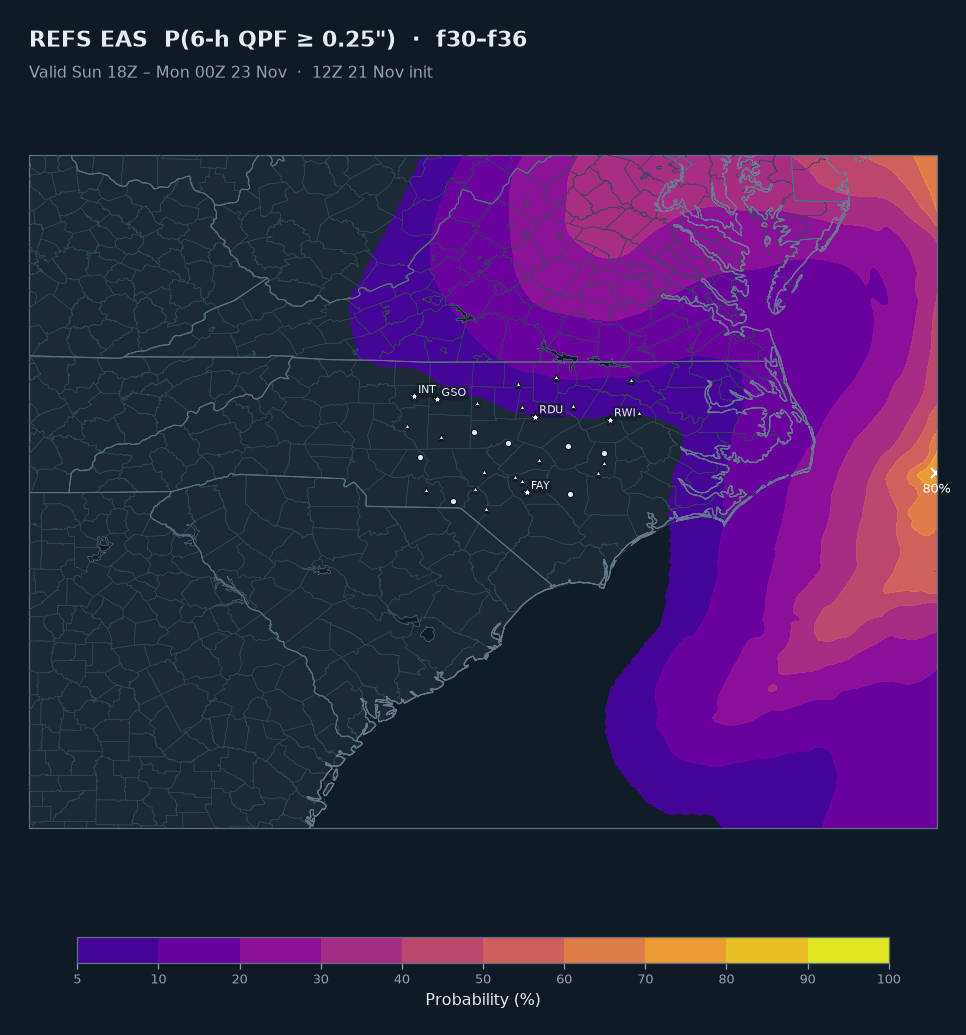 REFS EAS P(6-h QPF ≥ 0.25") · f30–f36
Valid Sun 18Z – Mon 00Z 23 Nov · 12Z 21 Nov init
INT
GSO
RDU
RWI
FAY
80%
5 10 20 30 40 50 60 70 80 90 100
Probability (%)